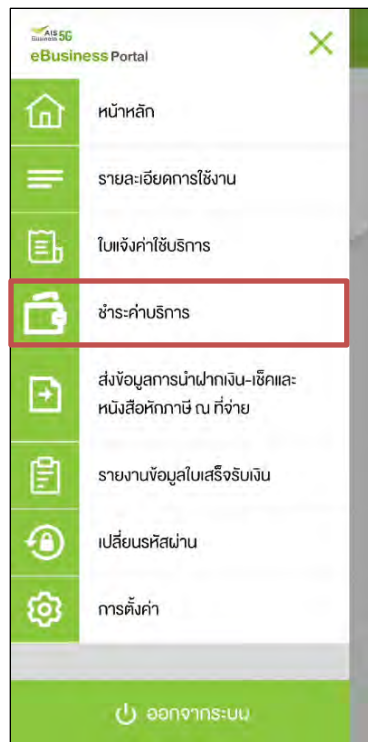 AIS 5G
Business
eBusiness Portal
หน้าหลัก
รายละเอียดการใช้งาน
ใบแจ้งค่าใช้บริการ
ชำระค่าบริการ
ส่งข้อมูลการนำฝากเงิน-เช็คและ
หนังสือหักภาษี ณ ที่จ่าย
รายงานข้อมูลใบเสร็จรับเงิน
เปลี่ยนรหัสผ่าน
การตั้งค่า
ออกจากระบบ